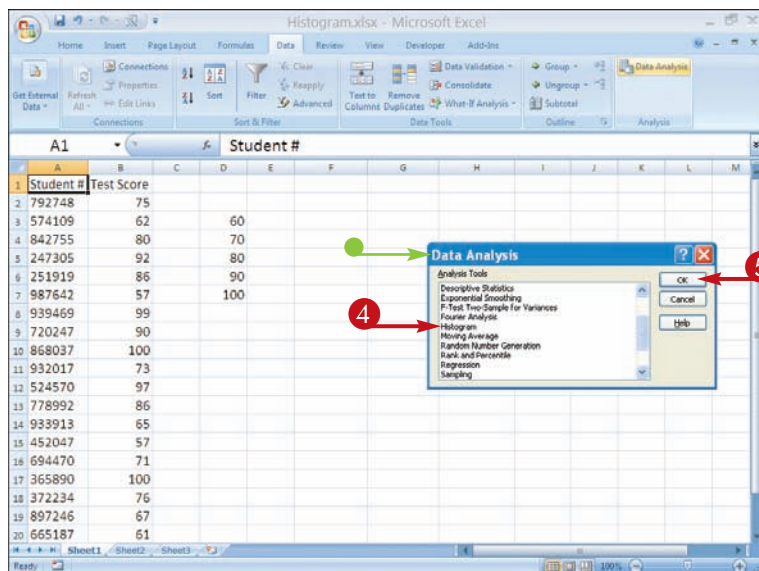 Histogram.xlsx - Microsoft Excel
Home Insert Page Layout Formulas Data Review View Developer Add-Ins
Get External Data
Refresh All
Connections
Properties
Edit Links
Connections
Sort
Filter
Clear
Reapply
Advanced
Sort & Filter
Text to Columns
Remove Duplicates
Data Validation
Consolidate
What-If Analysis
Data Tools
Group
Ungroup
Subtotal
Outline
Data Analysis
Analysis
A1 Student #
A B C D E F G H I J K L M
1 Student # Test Score
2 792748 75
3 574109 62 60
4 842755 80 70
5 247305 92 80
6 251919 86 90
7 987642 57 100
8 939469 99
9 720247 90
10 868037 100
11 932017 73
12 524570 97
13 778992 86
14 933913 65
15 452047 57
16 694470 71
17 365890 100
18 372234 76
19 897246 67
20 665187 61
Data Analysis
Analysis Tools
Descriptive Statistics
Exponential Smoothing
F-Test Two-Sample for Variances
Fourier Analysis
Histogram
Moving Average
Random Number Generation
Rank and Percentile
Regression
Sampling
OK
Cancel
Help
4
5
Sheet1 Sheet2 Sheet3
Ready 100%